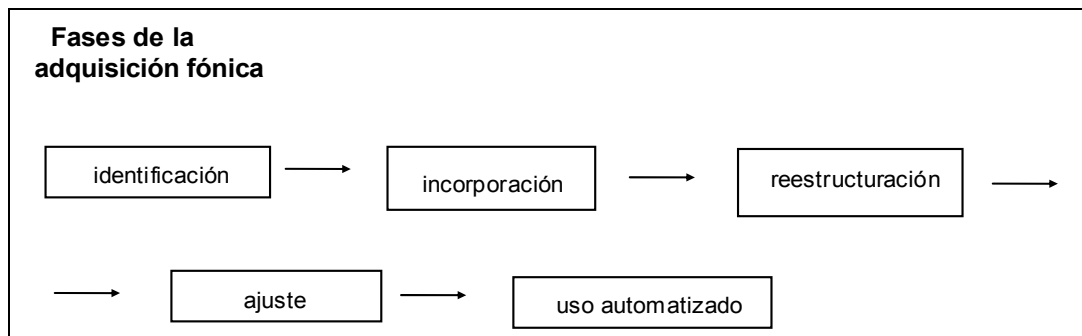 Fases de la
adquisición fónica
identificación
incorporación
reestructuración
ajuste
uso automatizado